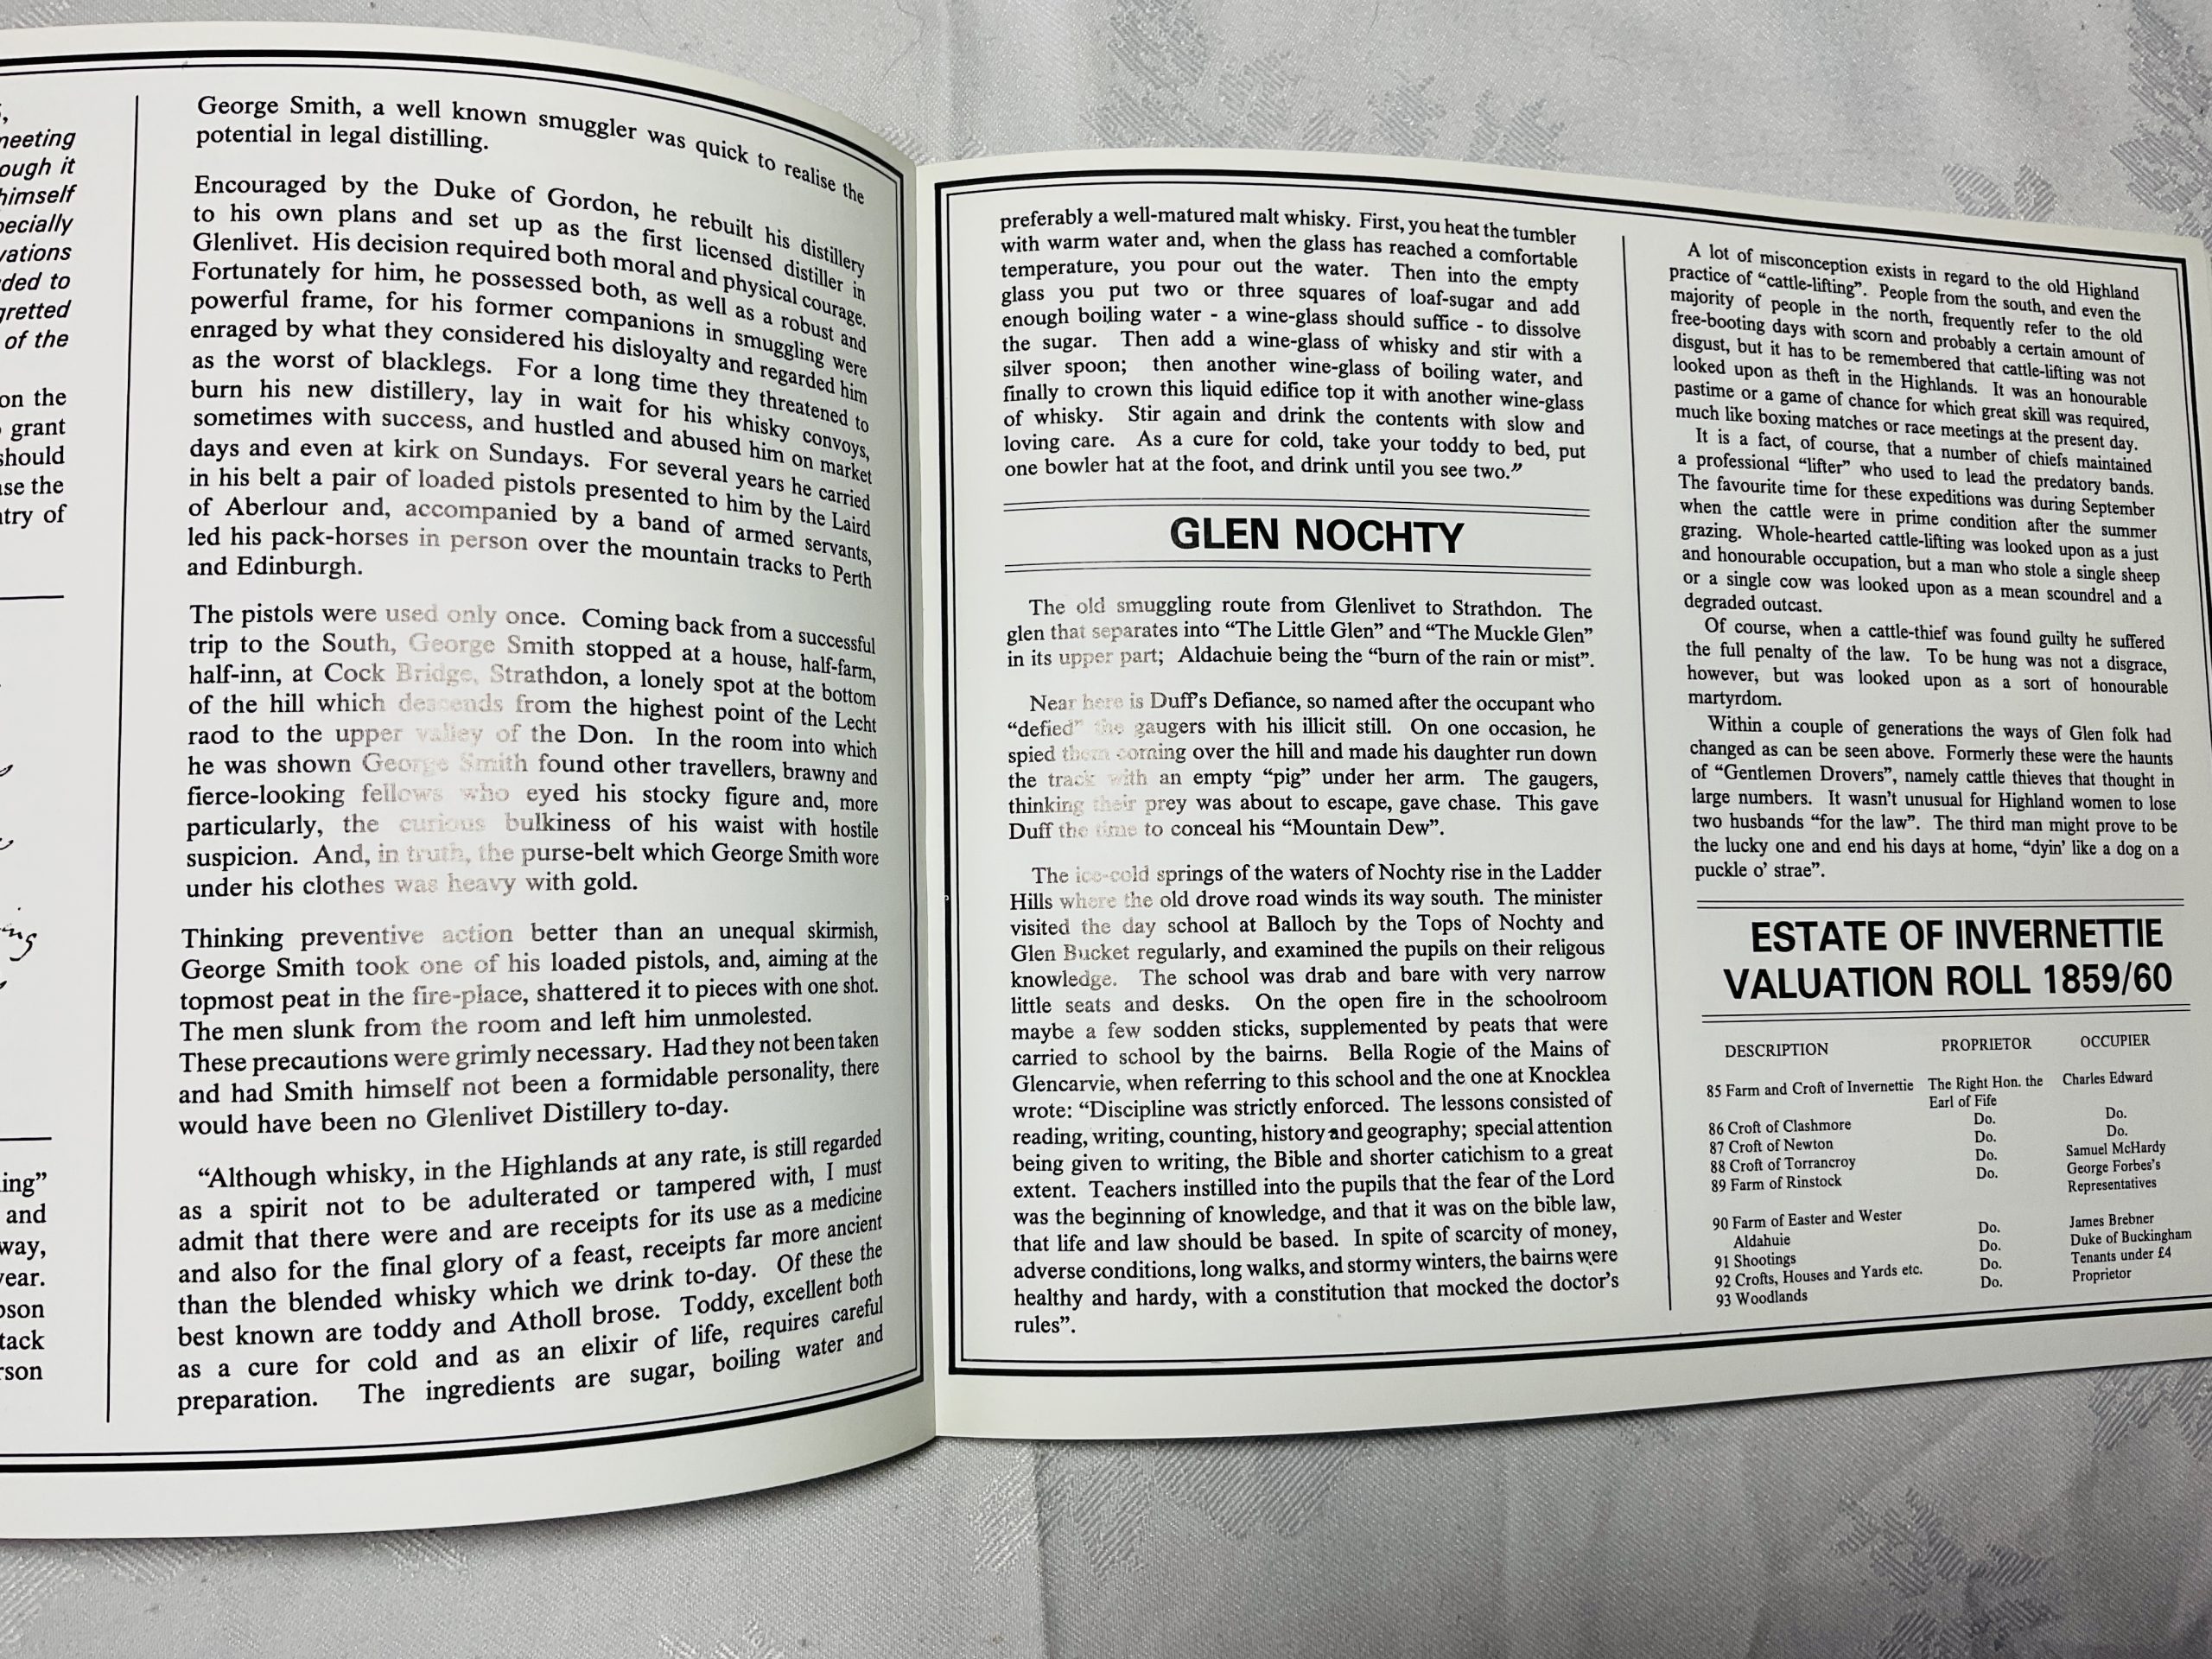 meeting
ough it
himself
pecially
vations
ded to
gretted
of the
on the
grant
should
ase the
try of
ing
ing"
and
way,
year.
son
tack
rson
George Smith, a well known smuggler was quick to realise the
potential in legal distilling.
Encouraged by the Duke of Gordon, he rebuilt his distillery
to his own plans and set up as the first licensed distiller in
Glenlivet. His decision required both moral and physical courage.
Fortunately for him, he possessed both, as well as a robust and
powerful frame, for his former companions in smuggling were
enraged by what they considered his disloyalty and regarded him
as the worst of blacklegs. For a long time they threatened to
burn his new distillery, lay in wait for his whisky convoys,
sometimes with success, and hustled and abused him on market
days and even at kirk on Sundays. For several years he carried
in his belt a pair of loaded pistols presented to him by the Laird
of Aberlour and, accompanied by a band of armed servants,
led his pack-horses in person over the mountain tracks to Perth
and Edinburgh.
The pistols were used only once. Coming back from a successful
trip to the South, George Smith stopped at a house, half-farm,
half-inn, at Cock Bridge, Strathdon, a lonely spot at the bottom
of the hill which descends from the highest point of the Lecht
raod to the upper valley of the Don. In the room into which
he was shown George Smith found other travellers, brawny and
fierce-looking fellows who eyed his stocky figure and, more
particularly, the curious bulkiness of his waist with hostile
suspicion. And, in truth, the purse-belt which George Smith wore
under his clothes was heavy with gold.
Thinking preventive action better than an unequal skirmish,
George Smith took one of his loaded pistols, and, aiming at the
topmost peat in the fire-place, shattered it to pieces with one shot.
The men slunk from the room and left him unmolested.
These precautions were grimly necessary. Had they not been taken
and had Smith himself not been a formidable personality, there
would have been no Glenlivet Distillery to-day.
“Although whisky, in the Highlands at any rate, is still regarded
as a spirit not to be adulterated or tampered with, I must
admit that there were and are receipts for its use as a medicine
and also for the final glory of a feast, receipts far more ancient
than the blended whisky which we drink to-day. Of these the
best known are toddy and Atholl brose. Toddy, excellent both
as a cure for cold and as an elixir of life, requires careful
preparation. The ingredients are sugar, boiling water and
preferably a well-matured malt whisky. First, you heat the tumbler
with warm water and, when the glass has reached a comfortable
temperature, you pour out the water. Then into the empty
glass you put two or three squares of loaf-sugar and add
enough boiling water - a wine-glass should suffice - to dissolve
the sugar. Then add a wine-glass of whisky and stir with a
silver spoon; then another wine-glass of boiling water, and
finally to crown this liquid edifice top it with another wine-glass
of whisky. Stir again and drink the contents with slow and
loving care. As a cure for cold, take your toddy to bed, put
one bowler hat at the foot, and drink until you see two.”
GLEN NOCHTY
The old smuggling route from Glenlivet to Strathdon. The
glen that separates into “The Little Glen” and “The Muckle Glen”
in its upper part; Aldachuie being the “burn of the rain or mist”.
Near here is Duff's Defiance, so named after the occupant who
“defied” the gaugers with his illicit still. On one occasion, he
spied them coming over the hill and made his daughter run down
the track with an empty “pig” under her arm. The gaugers,
thinking their prey was about to escape, gave chase. This gave
Duff the time to conceal his “Mountain Dew”.
The ice-cold springs of the waters of Nochty rise in the Ladder
Hills where the old drove road winds its way south. The minister
visited the day school at Balloch by the Tops of Nochty and
Glen Bucket regularly, and examined the pupils on their religous
knowledge. The school was drab and bare with very narrow
little seats and desks. On the open fire in the schoolroom
maybe a few sodden sticks, supplemented by peats that were
carried to school by the bairns. Bella Rogie of the Mains of
Glencarvie, when referring to this school and the one at Knocklea
wrote: “Discipline was strictly enforced. The lessons consisted of
reading, writing, counting, history and geography; special attention
being given to writing, the Bible and shorter catichism to a great
extent. Teachers instilled into the pupils that the fear of the Lord
was the beginning of knowledge, and that it was on the bible law,
that life and law should be based. In spite of scarcity of money,
adverse conditions, long walks, and stormy winters, the bairns were
healthy and hardy, with a constitution that mocked the doctor's
rules”.
A lot of misconception exists in regard to the old Highland
practice of “cattle-lifting”. People from the south, and even the
majority of people in the north, frequently refer to the old
free-booting days with scorn and probably a certain amount of
disgust, but it has to be remembered that cattle-lifting was not
looked upon as theft in the Highlands. It was an honourable
pastime or a game of chance for which great skill was required,
much like boxing matches or race meetings at the present day.
It is a fact, of course, that a number of chiefs maintained
a professional “lifter” who used to lead the predatory bands.
The favourite time for these expeditions was during September
when the cattle were in prime condition after the summer
grazing. Whole-hearted cattle-lifting was looked upon as a just
and honourable occupation, but a man who stole a single sheep
or a single cow was looked upon as a mean scoundrel and a
degraded outcast.
Of course, when a cattle-thief was found guilty he suffered
the full penalty of the law. To be hung was not a disgrace,
however, but was looked upon as a sort of honourable
martyrdom.
Within a couple of generations the ways of Glen folk had
changed as can be seen above. Formerly these were the haunts
of “Gentlemen Drovers”, namely cattle thieves that thought in
large numbers. It wasn't unusual for Highland women to lose
two husbands “for the law”. The third man might prove to be
the lucky one and end his days at home, “dyin' like a dog on a
puckle o' strae”.
ESTATE OF INVERNETTIE
VALUATION ROLL 1859/60
DESCRIPTION PROPRIETOR OCCUPIER
85 Farm and Croft of Invernettie The Right Hon. the Charles Edward
Earl of Fife
86 Croft of Clashmore Do. Do.
87 Croft of Newton Do. Do.
88 Croft of Torrancroy Do. Samuel McHardy
89 Farm of Rinstock Do. George Forbes's
Representatives
90 Farm of Easter and Wester
Aldahuie Do. James Brebner
91 Shootings Do. Duke of Buckingham
92 Crofts, Houses and Yards etc. Do. Tenants under £4
93 Woodlands Do. Proprietor